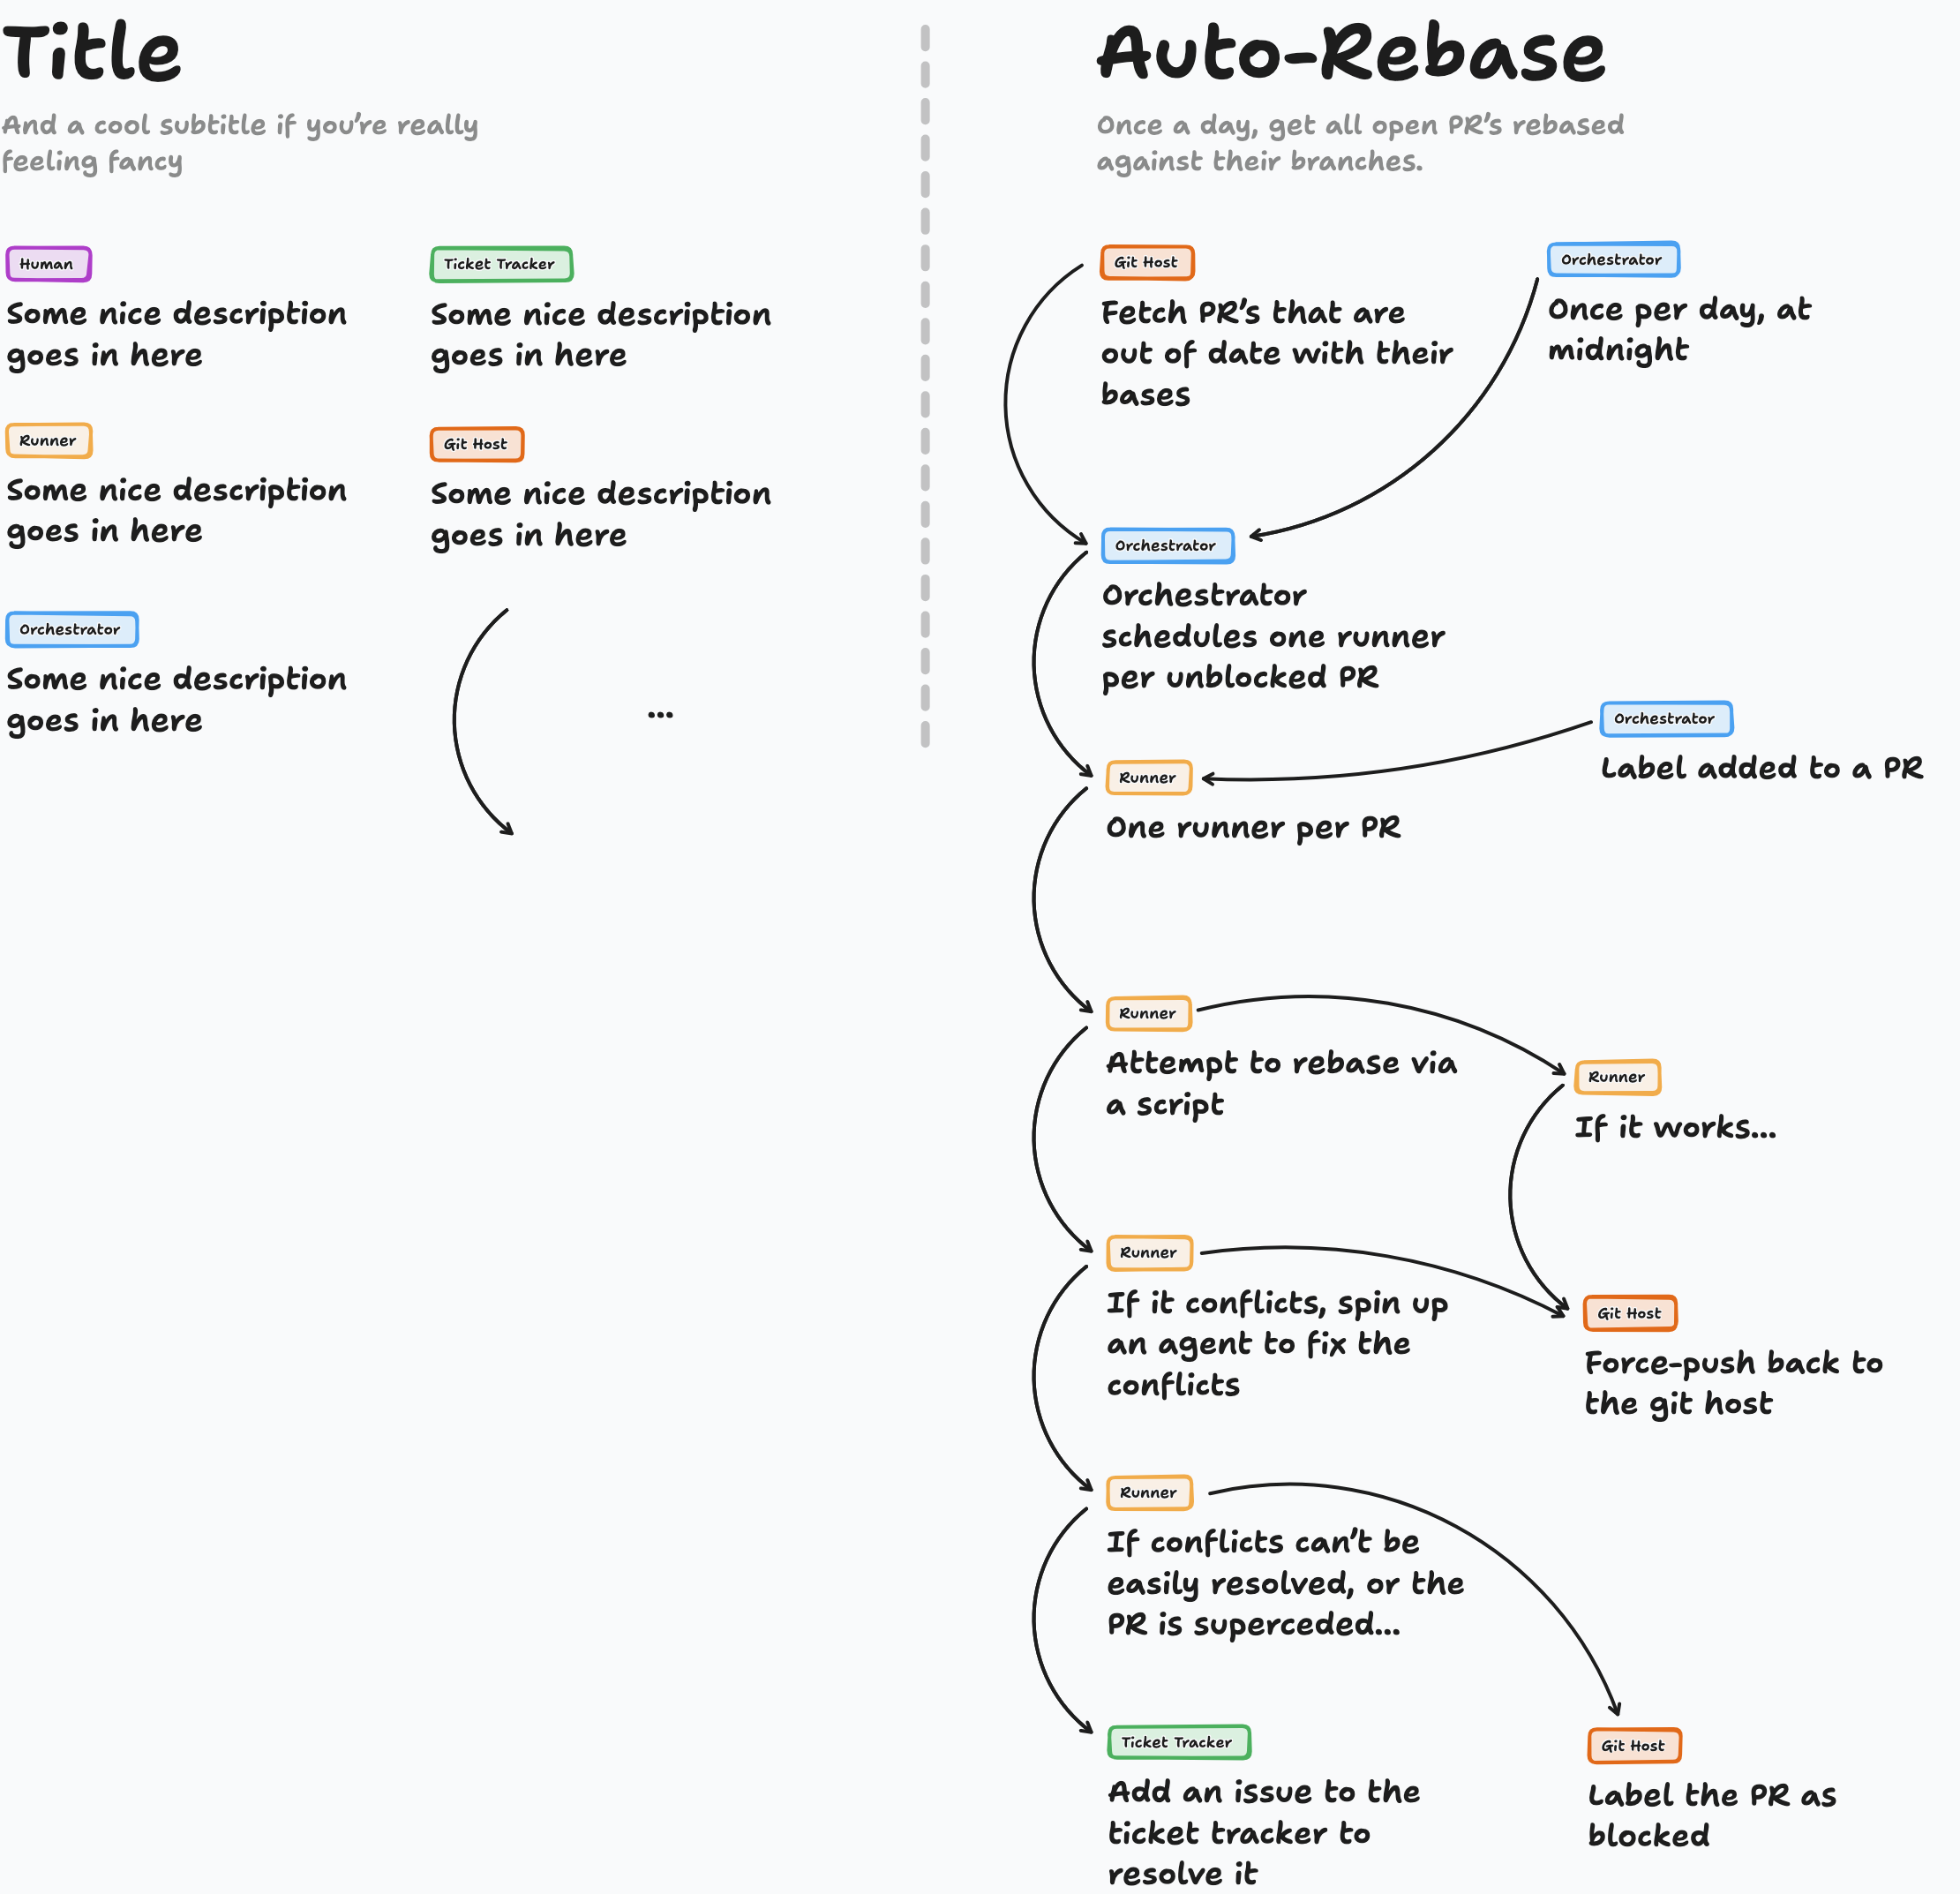 Title
And a cool subtitle if you're really
feeling fancy
Human
Some nice description
goes in here
Ticket Tracker
Some nice description
goes in here
Runner
Some nice description
goes in here
Git Host
Some nice description
goes in here
Orchestrator
Some nice description
goes in here
...
Auto-Rebase
Once a day, get all open PR's rebased
against their branches.
Git Host
Fetch PR's that are
out of date with their
bases
Orchestrator
Once per day, at
midnight
Orchestrator
Orchestrator
schedules one runner
per unblocked PR
Orchestrator
Label added to a PR
Runner
One runner per PR
Runner
Attempt to rebase via
a script
Runner
If it works...
Runner
If it conflicts, spin up
an agent to fix the
conflicts
Git Host
Force-push back to
the git host
Runner
If conflicts can't be
easily resolved, or the
PR is superceded...
Ticket Tracker
Add an issue to the
ticket tracker to
resolve it
Git Host
Label the PR as
blocked